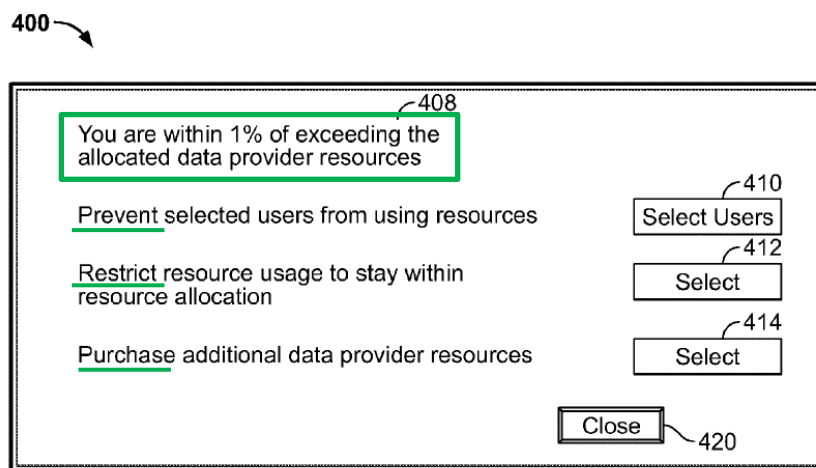 400
408
You are within 1% of exceeding the
allocated data provider resources
410
Prevent selected users from using resources
Select Users
412
Restrict resource usage to stay within
resource allocation
Select
414
Purchase additional data provider resources
Select
Close
420